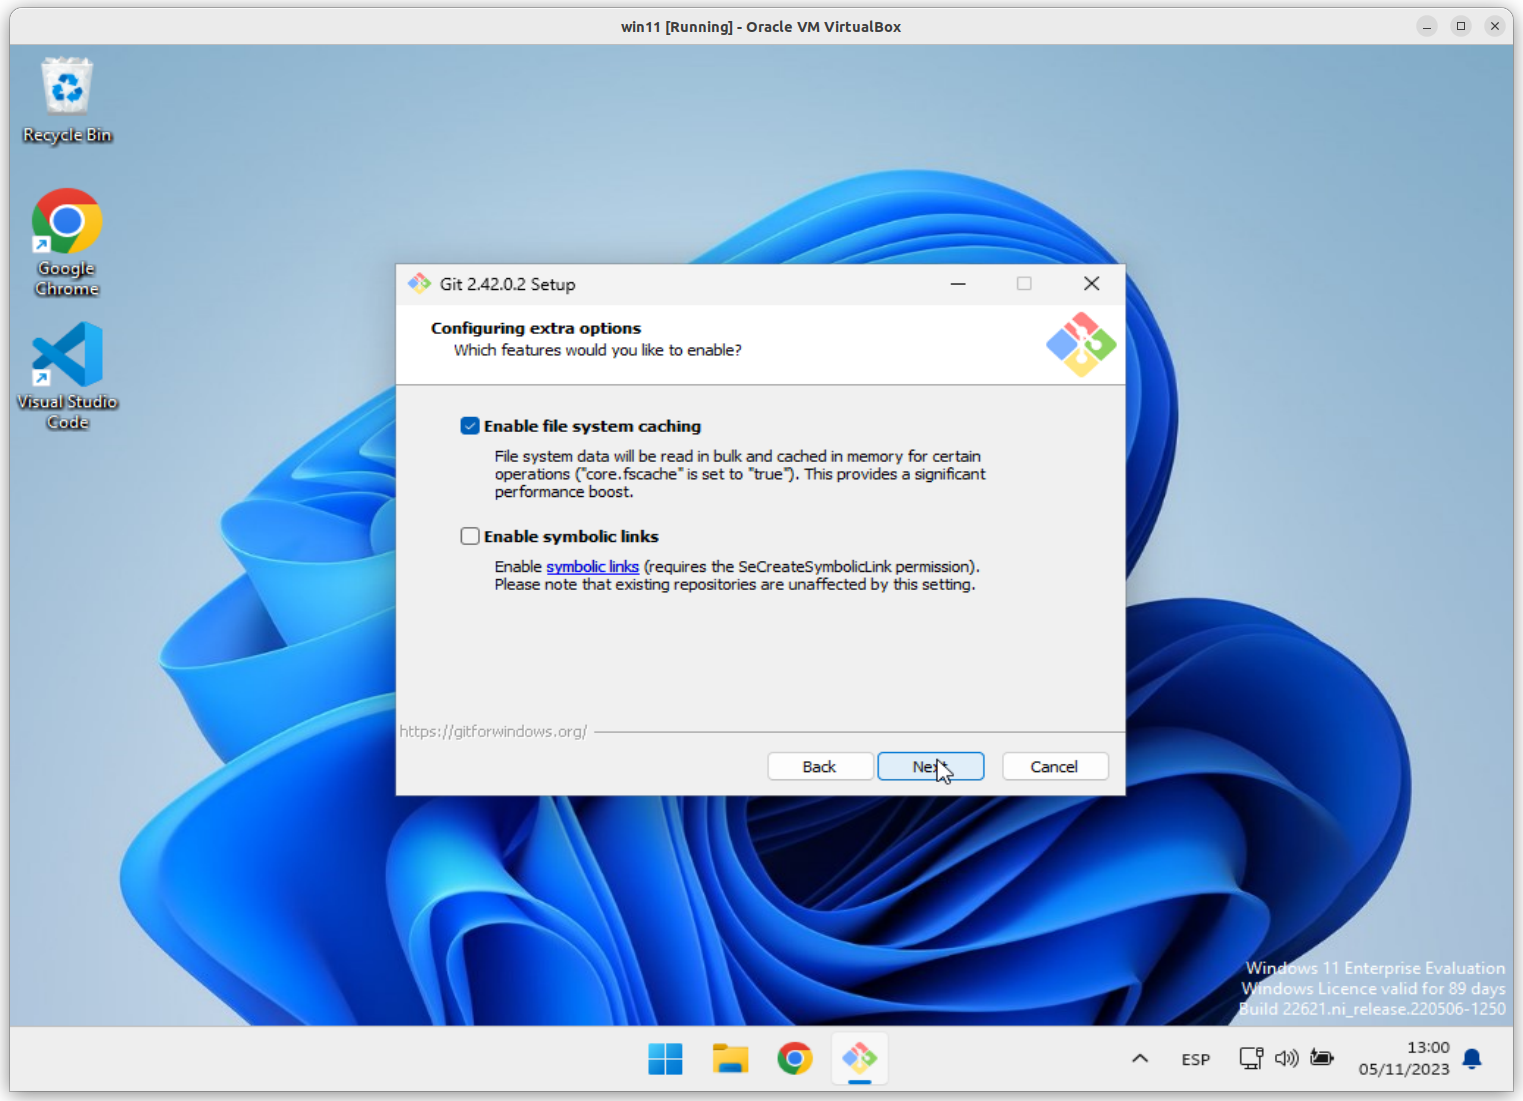 win11 [Running] - Oracle VM VirtualBox
Recycle Bin
Google
Chrome
Visual Studio
Code
Git 2.42.0.2 Setup
Configuring extra options
Which features would you like to enable?
Enable file system caching
File system data will be read in bulk and cached in memory for certain
operations ("core.fscache" is set to "true"). This provides a significant
performance boost.
Enable symbolic links
Enable symbolic links (requires the SeCreateSymbolicLink permission).
Please note that existing repositories are unaffected by this setting.
https://gitforwindows.org/
Back
Next
Cancel
Windows 11 Enterprise Evaluation
Windows Licence valid for 89 days
Build 22621.ni_release.220506-1250
ESP
13:00
05/11/2023